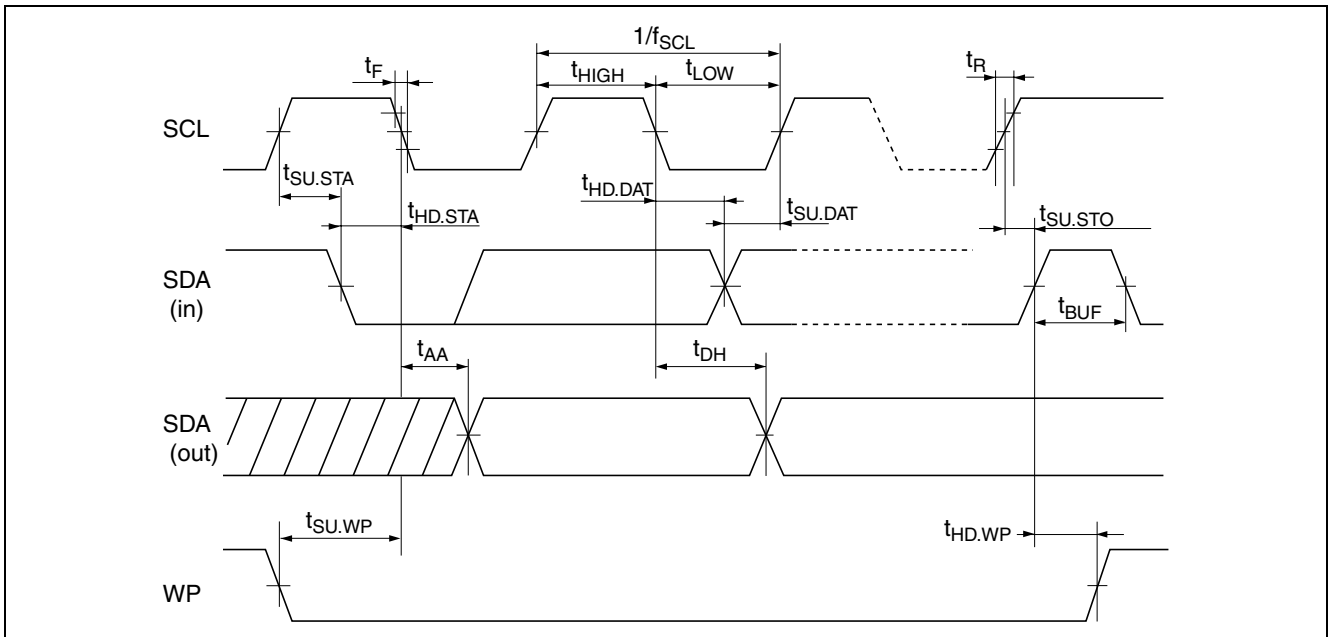 1/fSCL
tF
tHIGH
tLOW
tR
SCL
tSU.STA
tHD.STA
tHD.DAT
tSU.DAT
tSU.STO
SDA
(in)
tBUF
tAA
tDH
SDA
(out)
tSU.WP
tHD.WP
WP